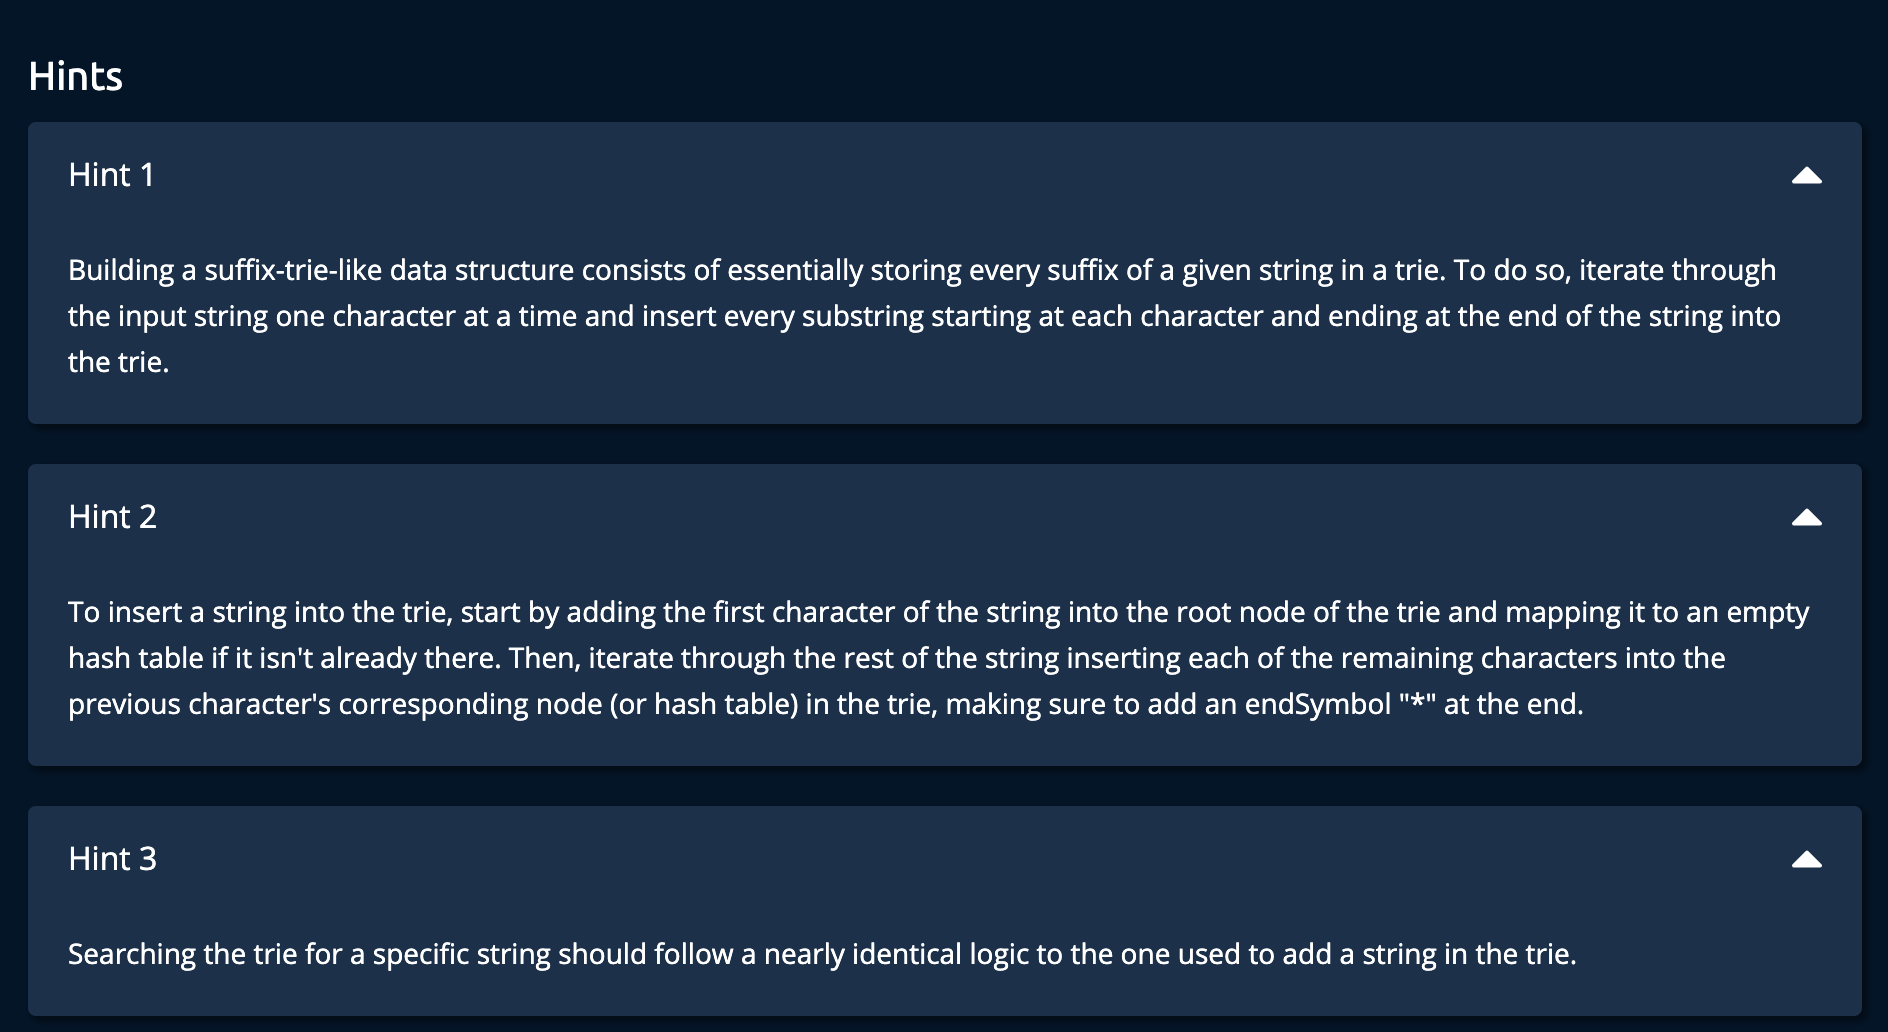 Hints
Hint 1
Building a suffix-trie-like data structure consists of essentially storing every suffix of a given string in a trie. To do so, iterate through
the input string one character at a time and insert every substring starting at each character and ending at the end of the string into
the trie.
Hint 2
To insert a string into the trie, start by adding the first character of the string into the root node of the trie and mapping it to an empty
hash table if it isn't already there. Then, iterate through the rest of the string inserting each of the remaining characters into the
previous character's corresponding node (or hash table) in the trie, making sure to add an endSymbol "*" at the end.
Hint 3
Searching the trie for a specific string should follow a nearly identical logic to the one used to add a string in the trie.